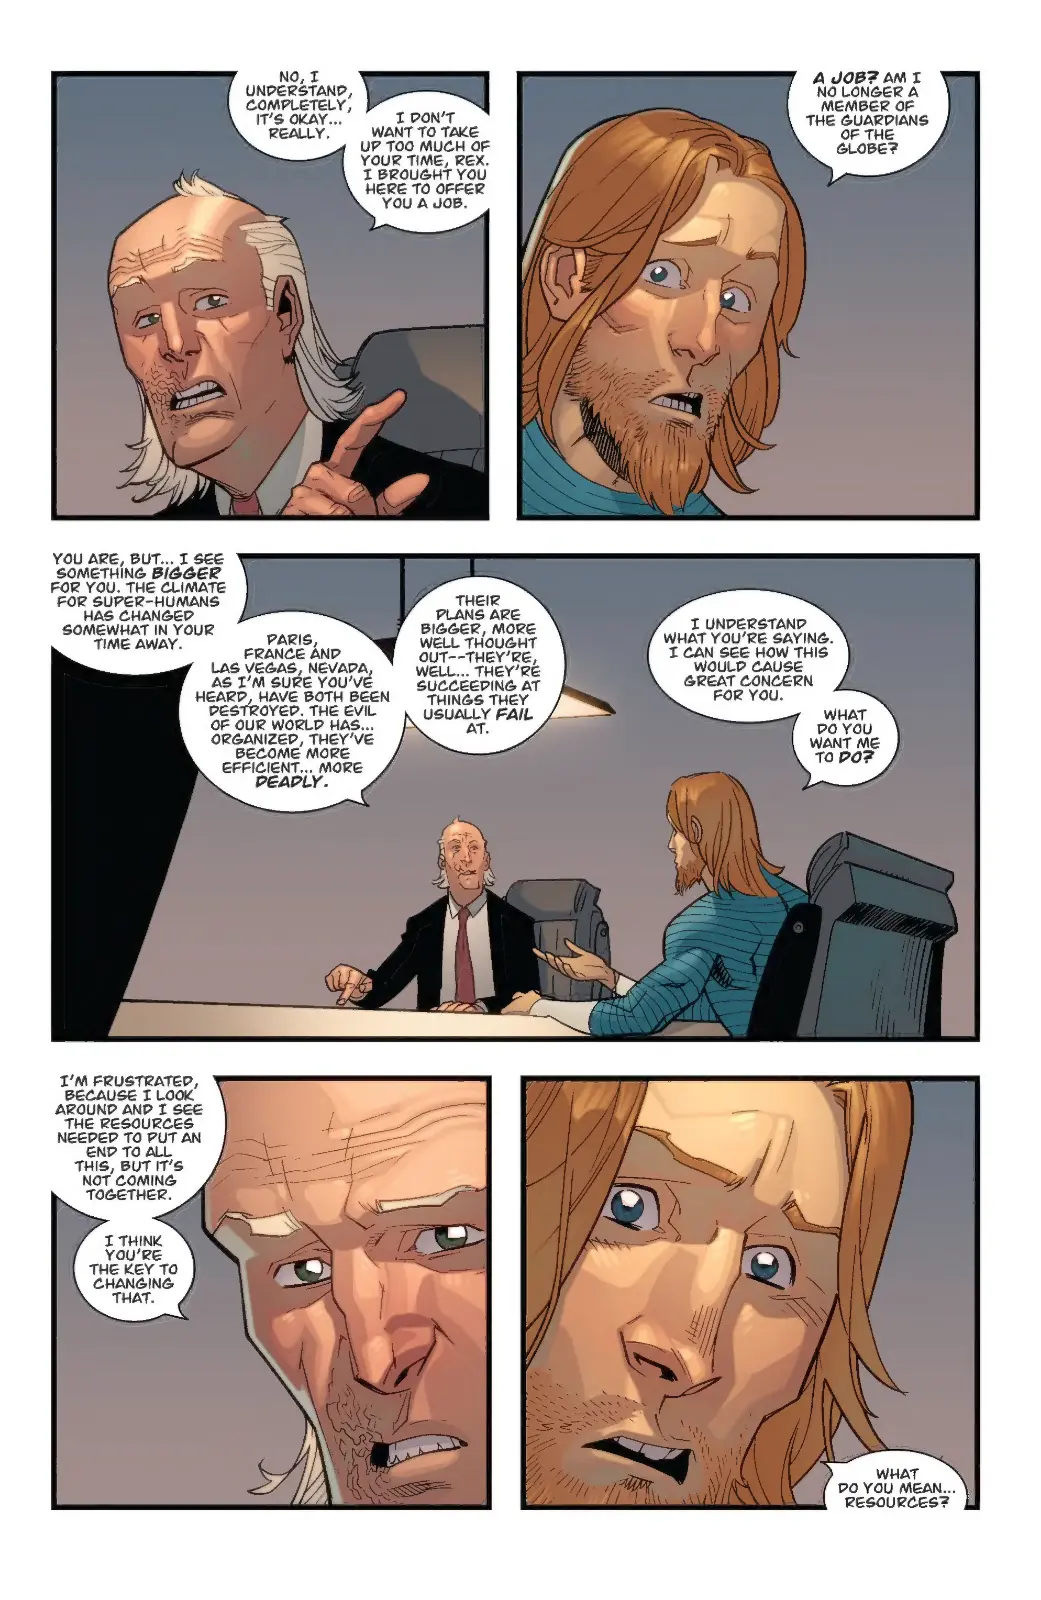 NO, I
UNDERSTAND,
COMPLETELY,
IT'S OKAY...
REALLY.
I DON'T
WANT TO TAKE
UP TOO MUCH OF
YOUR TIME, REX.
I BROUGHT YOU
HERE TO OFFER
YOU A JOB.
A JOB? AM I
NO LONGER A
MEMBER OF
THE GUARDIANS
OF THE
GLOBE?
YOU ARE, BUT... I SEE
SOMETHING BIGGER
FOR YOU. THE CLIMATE
FOR SUPER-HUMANS
HAS CHANGED
SOMEWHAT IN YOUR
TIME AWAY.
PARIS,
FRANCE AND
LAS VEGAS, NEVADA,
AS I'M SURE YOU'VE
HEARD, HAVE BOTH BEEN
DESTROYED. THE EVIL
OF OUR WORLD HAS...
ORGANIZED, THEY'VE
BECOME MORE
EFFICIENT... MORE
DEADLY.
THEIR
PLANS ARE
BIGGER, MORE
WELL THOUGHT
OUT--THEY'RE,
WELL... THEY'RE
SUCCEEDING AT
THINGS THEY
USUALLY FAIL
AT.
I UNDERSTAND
WHAT YOU'RE SAYING.
I CAN SEE HOW THIS
WOULD CAUSE
GREAT CONCERN
FOR YOU.
WHAT
DO YOU
WANT ME
TO DO?
I'M FRUSTRATED,
BECAUSE I LOOK
AROUND AND I SEE
THE RESOURCES
NEEDED TO PUT AN
END TO ALL
THIS, BUT IT'S
NOT COMING
TOGETHER.
I THINK
YOU'RE
THE KEY TO
CHANGING
THAT.
WHAT
DO YOU MEAN...
RESOURCES?